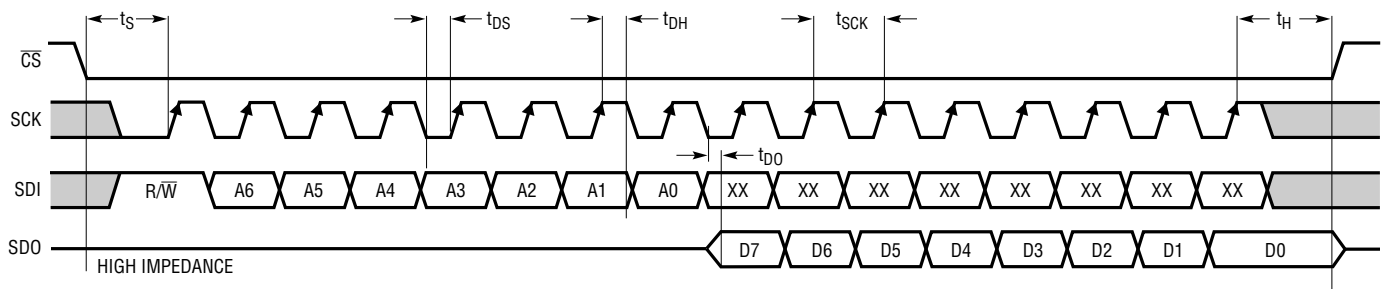 tS tDS tDH tSCK tH
CS
SCK
tDO
SDI R/W A6 A5 A4 A3 A2 A1 A0 XX XX XX XX XX XX XX XX
SDO D7 D6 D5 D4 D3 D2 D1 D0
HIGH IMPEDANCE